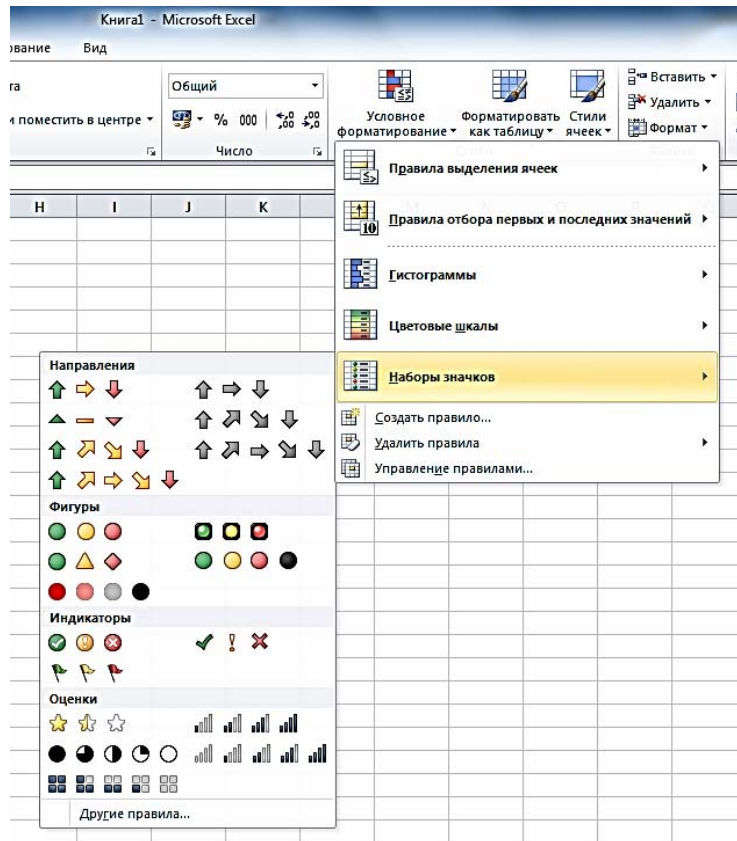 Книга1 - Microsoft Excel
ование Вид
та Общий Вставить
и поместить в центре % 000 Условное форматирование Форматировать как таблицу Стили ячеек Удалить
Формат
Число
H I J K
Правила выделения ячеек
Правила отбора первых и последних значений
10
Гистограммы
Цветовые шкалы
Наборы значков
Создать правило...
Удалить правила
Управление правилами...
Направления
Фигуры
Индикаторы
Оценки
Другие правила...